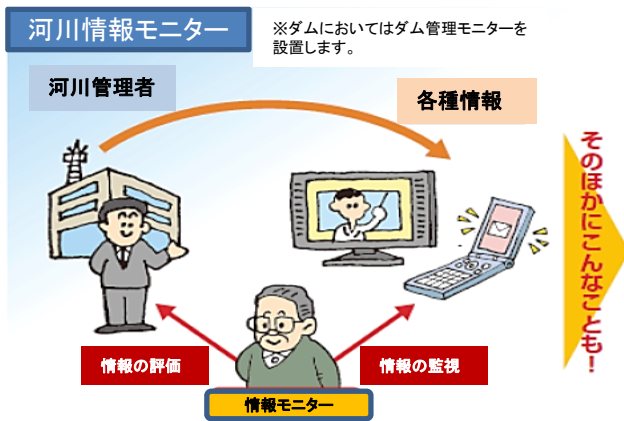 河川情報モニター
※ダムにおいてはダム管理モニターを
設置します。
河川管理者
各種情報
そのほかにこんなことも！
情報の評価
情報の監視
情報モニター